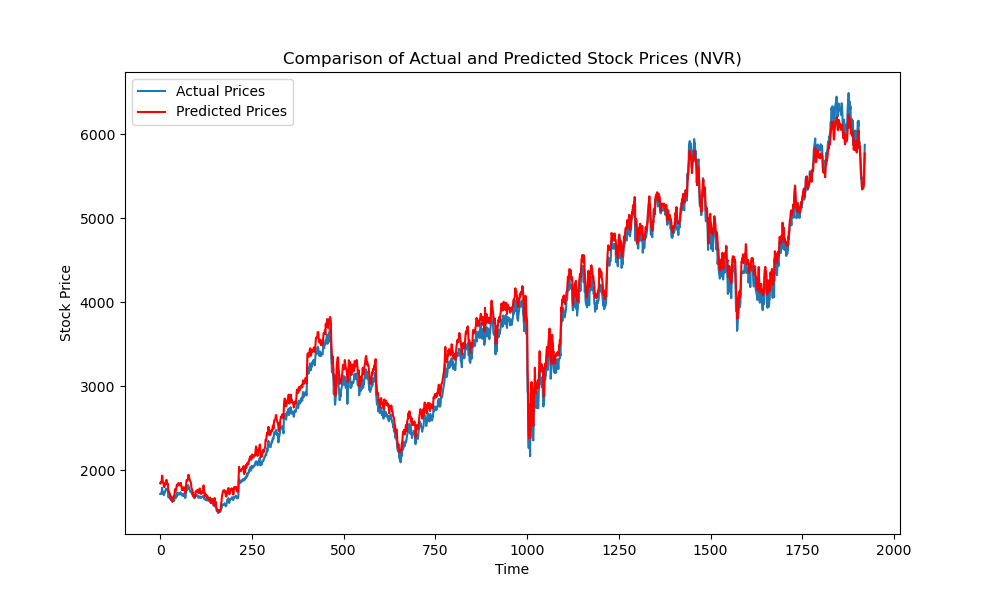 Comparison of Actual and Predicted Stock Prices (NVR)
Actual Prices
Predicted Prices
6000
5000
4000
3000
2000
Stock Price
0
250
500
750
1000
1250
1500
1750
2000
Time